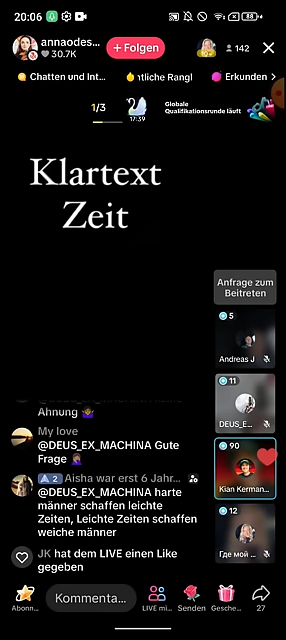 20:06
88
annaodes...
30.7K
+ Folgen
142
Chatten und Int...
ıtliche Rangl
Erkunden >
1/3
17:39
Globale
Qualifikationsrunde läuft
Klartext
Zeit
Anfrage zum
Beitreten
5
Andreas J
11
DEUS_E...
90
Kian Kerman...
12
Где мой ...
Ahnung 🤷‍♀️
My love
@DEUS_EX_MACHINA Gute
Frage 🤦🏽‍♀️
2 Aisha war erst 6 Jahr...
@DEUS_EX_MACHINA harte
männer schaffen leichte
Zeiten, Leichte Zeiten schaffen
weiche männer
JK hat dem LIVE einen Like
gegeben
Abonn...
Kommenta...
LIVE mi...
Senden
Gesche...
27